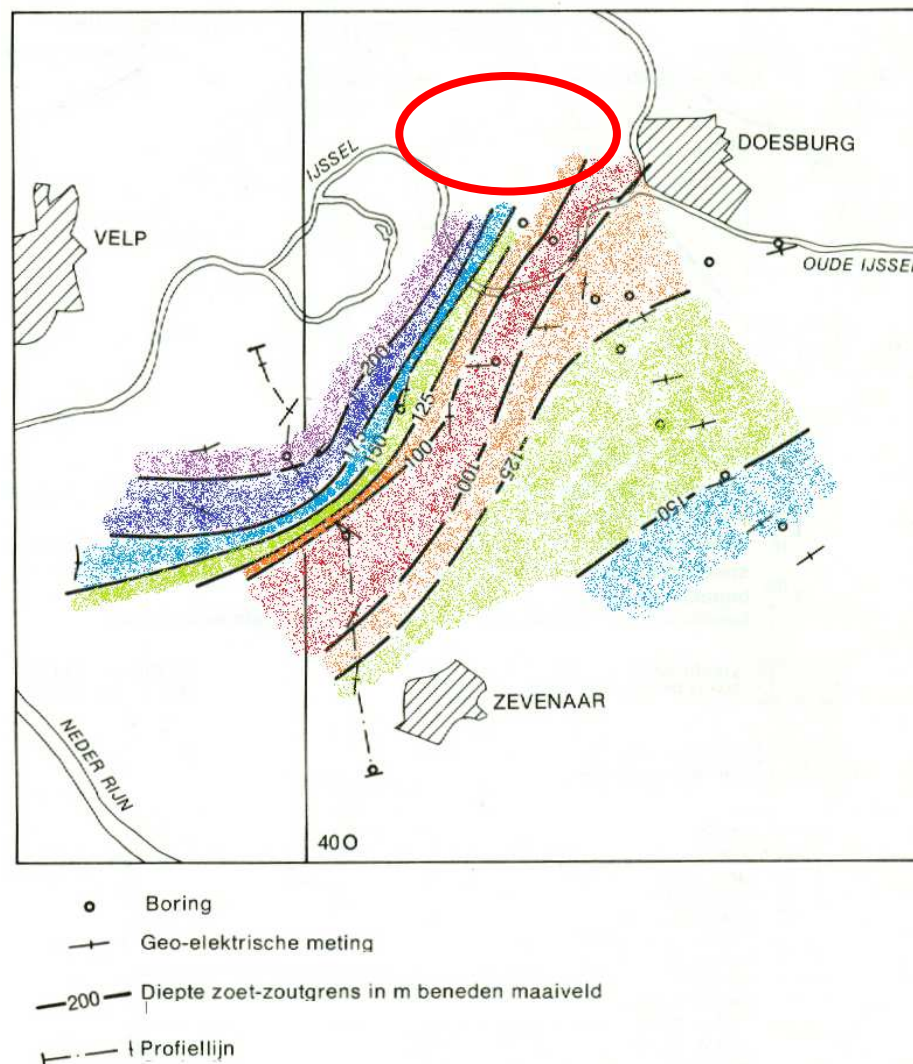 DOESBURG
IJSSEL
VELP
OUDE IJSSEL
200
175
150
125
100
100
125
150
ZEVENAAR
NEDER RIJN
40O
Boring
Geo-elektrische meting
200 Diepte zoet-zoutgrens in m beneden maaiveld
Profiellijn